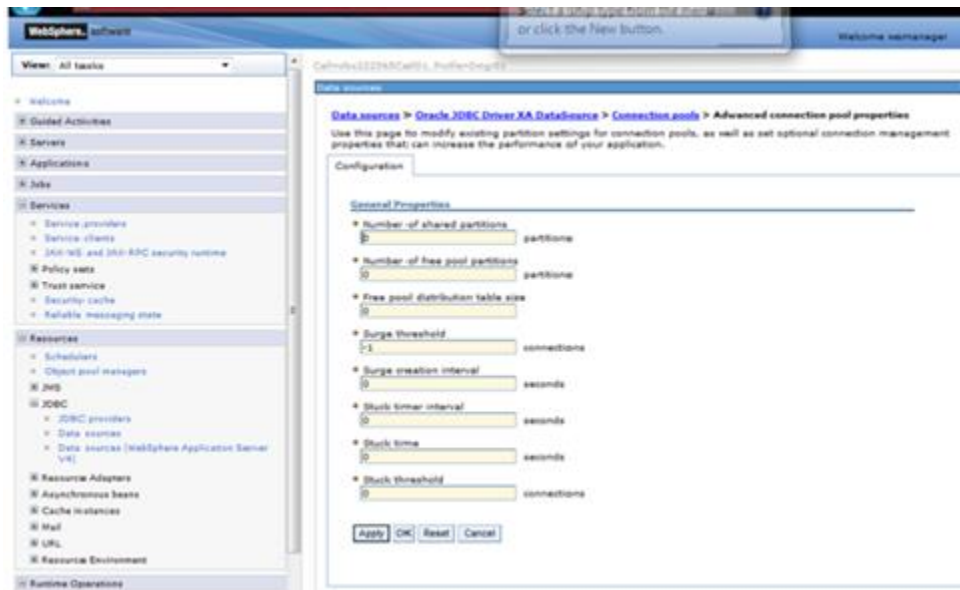 or click the New button.
WebSphere. software
Welcome wsmanager
View: All tasks
Welcome
Guided Activities
Servers
Applications
Jobs
Services
Service providers
Service clients
JAX-WS and JAX-RPC security runtime
Policy sets
Trust service
Security cache
Reliable messaging state
Resources
Schedulers
Object pool managers
JMS
JDBC
JDBC providers
Data sources
Data sources (WebSphere Application Server V4)
Resource Adapters
Asynchronous beans
Cache instances
Mail
URL
Resource Environment
Runtime Operations
Data sources
Data sources > Oracle JDBC Driver XA DataSource > Connection pools > Advanced connection pool properties
Use this page to modify existing partition settings for connection pools, as well as set optional connection management
properties that can increase the performance of your application.
Configuration
General Properties
* Number of shared partitions
0 partitions
* Number of free pool partitions
0 partitions
* Free pool distribution table size
0
* Surge threshold
-1 connections
* Surge creation interval
0 seconds
* Stuck timer interval
0 seconds
* Stuck time
0 seconds
* Stuck threshold
0 connections
Apply OK Reset Cancel